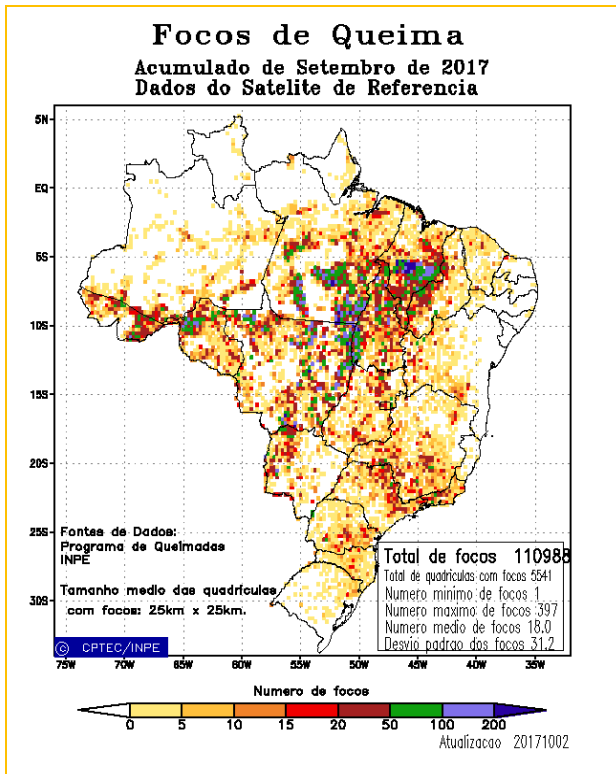 Focos de Queima
Acumulado de Setembro de 2017
Dados do Satelite de Referencia
5N
EQ
5S
10S
15S
20S
25S
30S
Fontes de Dados:
Programa de Queimadas
INPE
Tamanho medio das quadrículas
com focos: 25km x 25km.
Total de focos 110988
Total de quadrículas com focos 5541
Numero mínimo de focos 1
Numero maximo de focos 397
Numero medio de focos 18.0
Desvio padrao dos focos 31.2
© CPTEC/INPE
75W 70W 65W 60W 55W 50W 45W 40W 35W
Numero de focos
0 5 10 15 20 50 100 200
Atualizacao 20171002